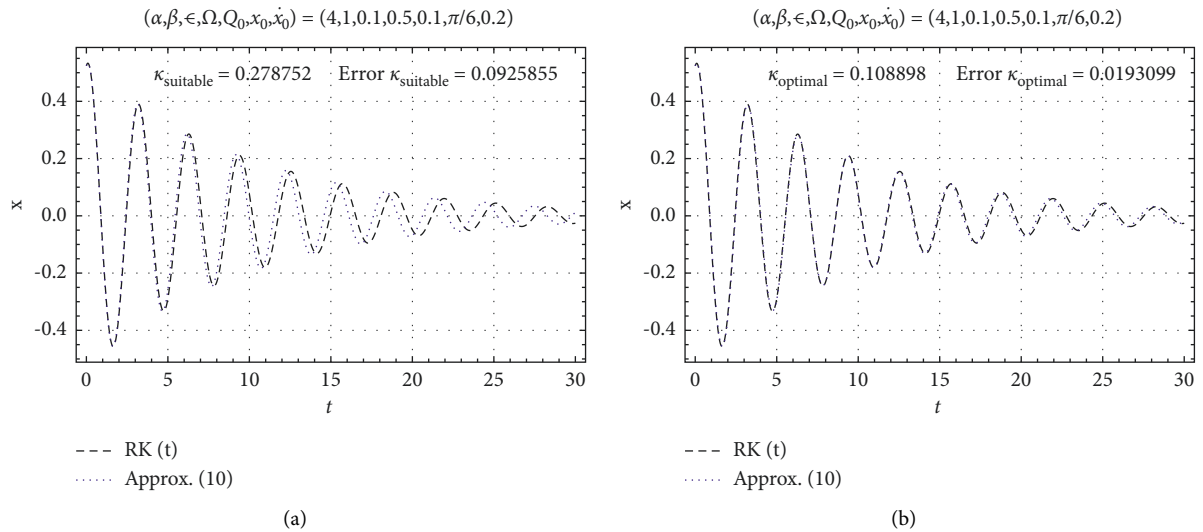 (α,β,∈,Ω,Q₀,x₀,ẋ₀) = (4,1,0.1,0.5,0.1,π/6,0.2)
κsuitable = 0.278752 Error κsuitable = 0.0925855
0.4
0.2
0.0
-0.2
-0.4
x
0 5 10 15 20 25 30
t
RK (t)
Approx. (10)
(a)
(α,β,∈,Ω,Q₀,x₀,ẋ₀) = (4,1,0.1,0.5,0.1,π/6,0.2)
κoptimal = 0.108898 Error κoptimal = 0.0193099
0.4
0.2
0.0
-0.2
-0.4
x
0 5 10 15 20 25 30
t
RK (t)
Approx. (10)
(b)